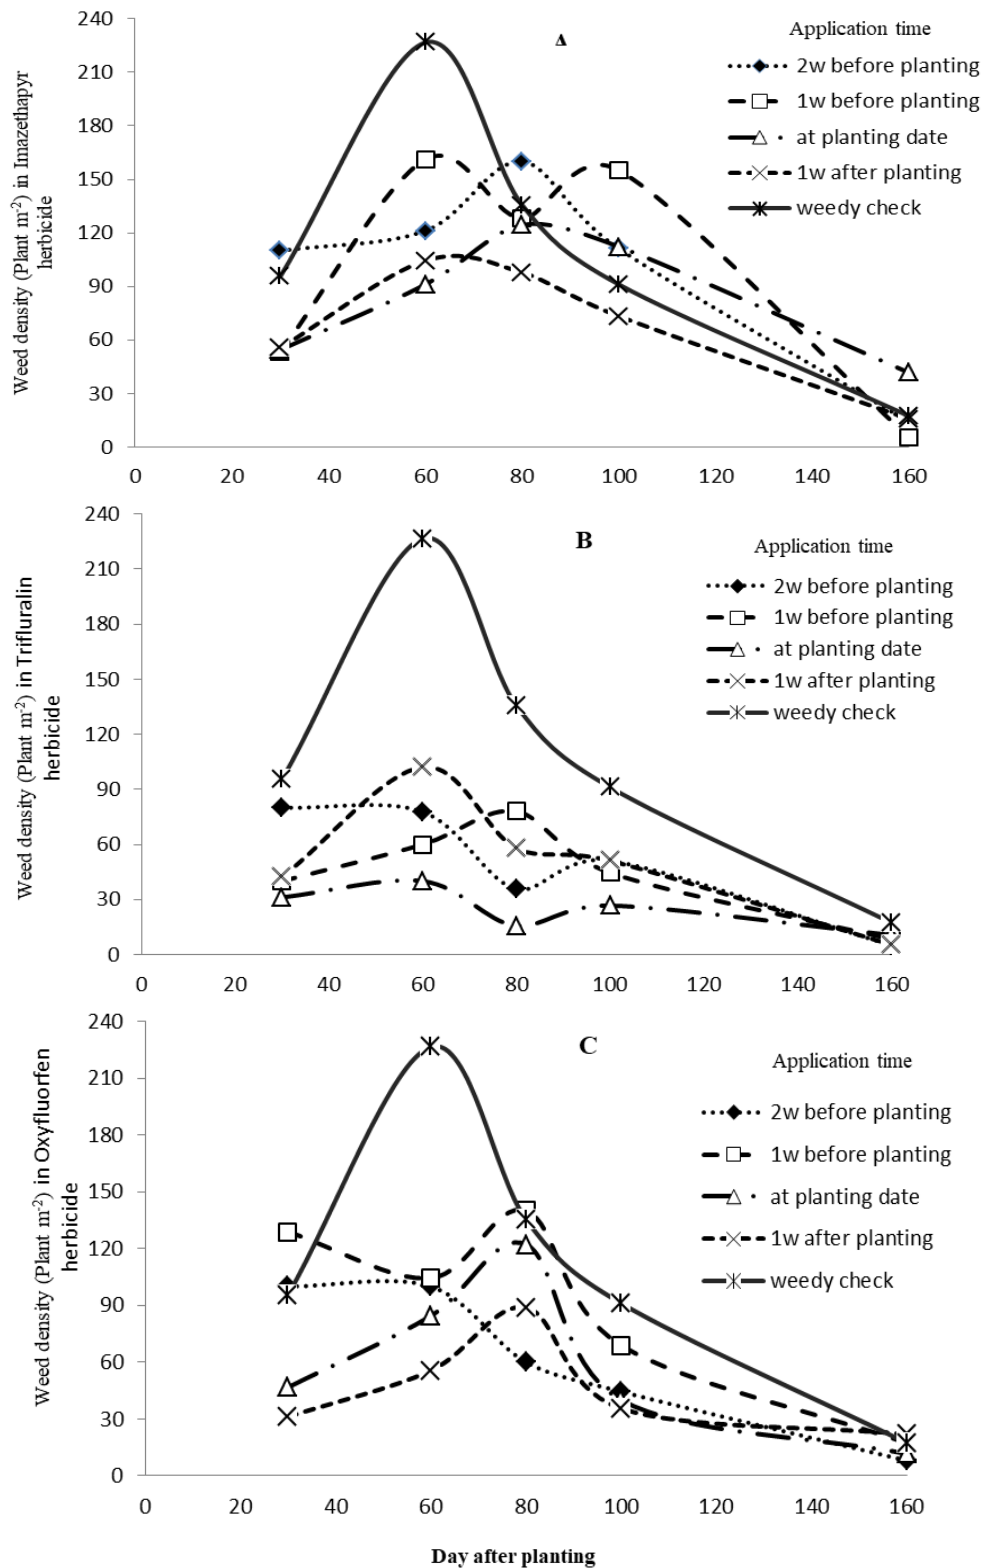 A
Application time
2w before planting
1w before planting
at planting date
1w after planting
weedy check
Weed density (Plant m-2) in Imazethapyr
herbicide
240
210
180
150
120
90
60
30
0
0 20 40 60 80 100 120 140 160
B
Application time
2w before planting
1w before planting
at planting date
1w after planting
weedy check
Weed density (Plant m-2) in Trifluralin
herbicide
240
210
180
150
120
90
60
30
0
0 20 40 60 80 100 120 140 160
C
Application time
2w before planting
1w before planting
at planting date
1w after planting
weedy check
Weed density (Plant m-2) in Oxyfluorfen
herbicide
240
210
180
150
120
90
60
30
0
0 20 40 60 80 100 120 140 160
Day after planting